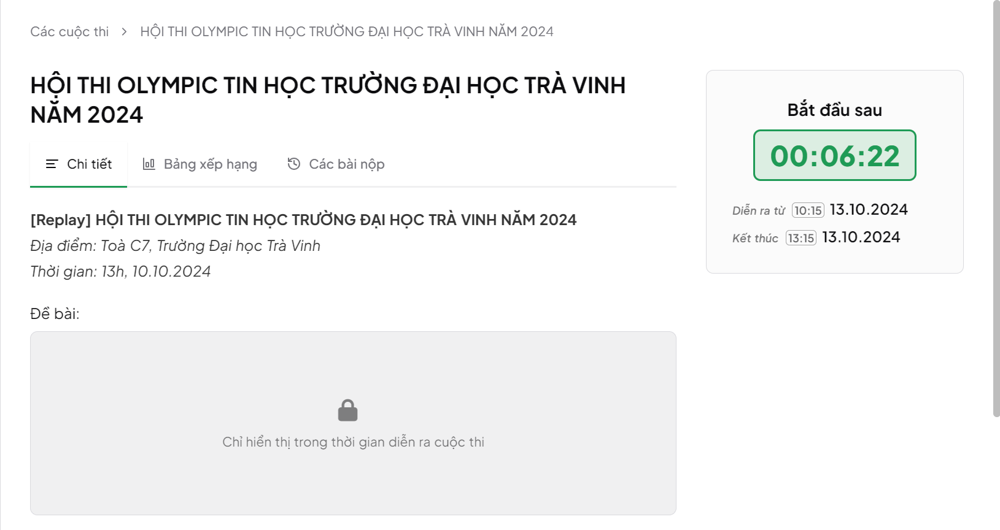 Các cuộc thi > HỘI THI OLYMPIC TIN HỌC TRƯỜNG ĐẠI HỌC TRÀ VINH NĂM 2024
HỘI THI OLYMPIC TIN HỌC TRƯỜNG ĐẠI HỌC TRÀ VINH
NĂM 2024
Chi tiết
Bảng xếp hạng
Các bài nộp
[Replay] HỘI THI OLYMPIC TIN HỌC TRƯỜNG ĐẠI HỌC TRÀ VINH NĂM 2024
Địa điểm: Toà C7, Trường Đại học Trà Vinh
Thời gian: 13h, 10.10.2024
Đề bài:
Chỉ hiển thị trong thời gian diễn ra cuộc thi
Bắt đầu sau
00:06:22
Diễn ra từ 10:15 13.10.2024
Kết thúc 13:15 13.10.2024